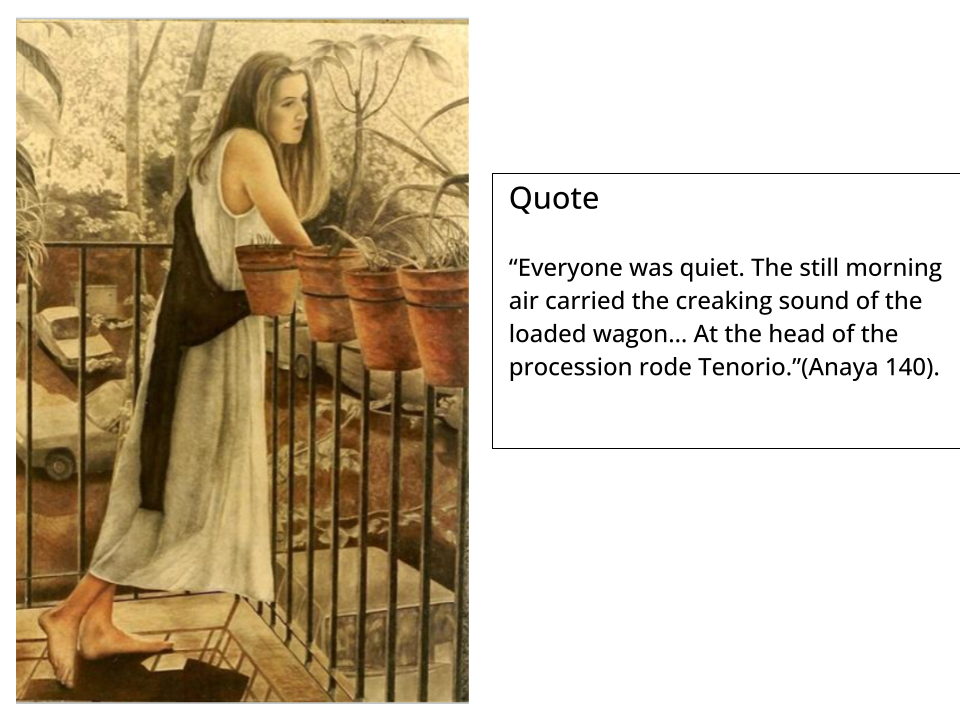 Quote
“Everyone was quiet. The still morning
air carried the creaking sound of the
loaded wagon... At the head of the
procession rode Tenorio.”(Anaya 140).